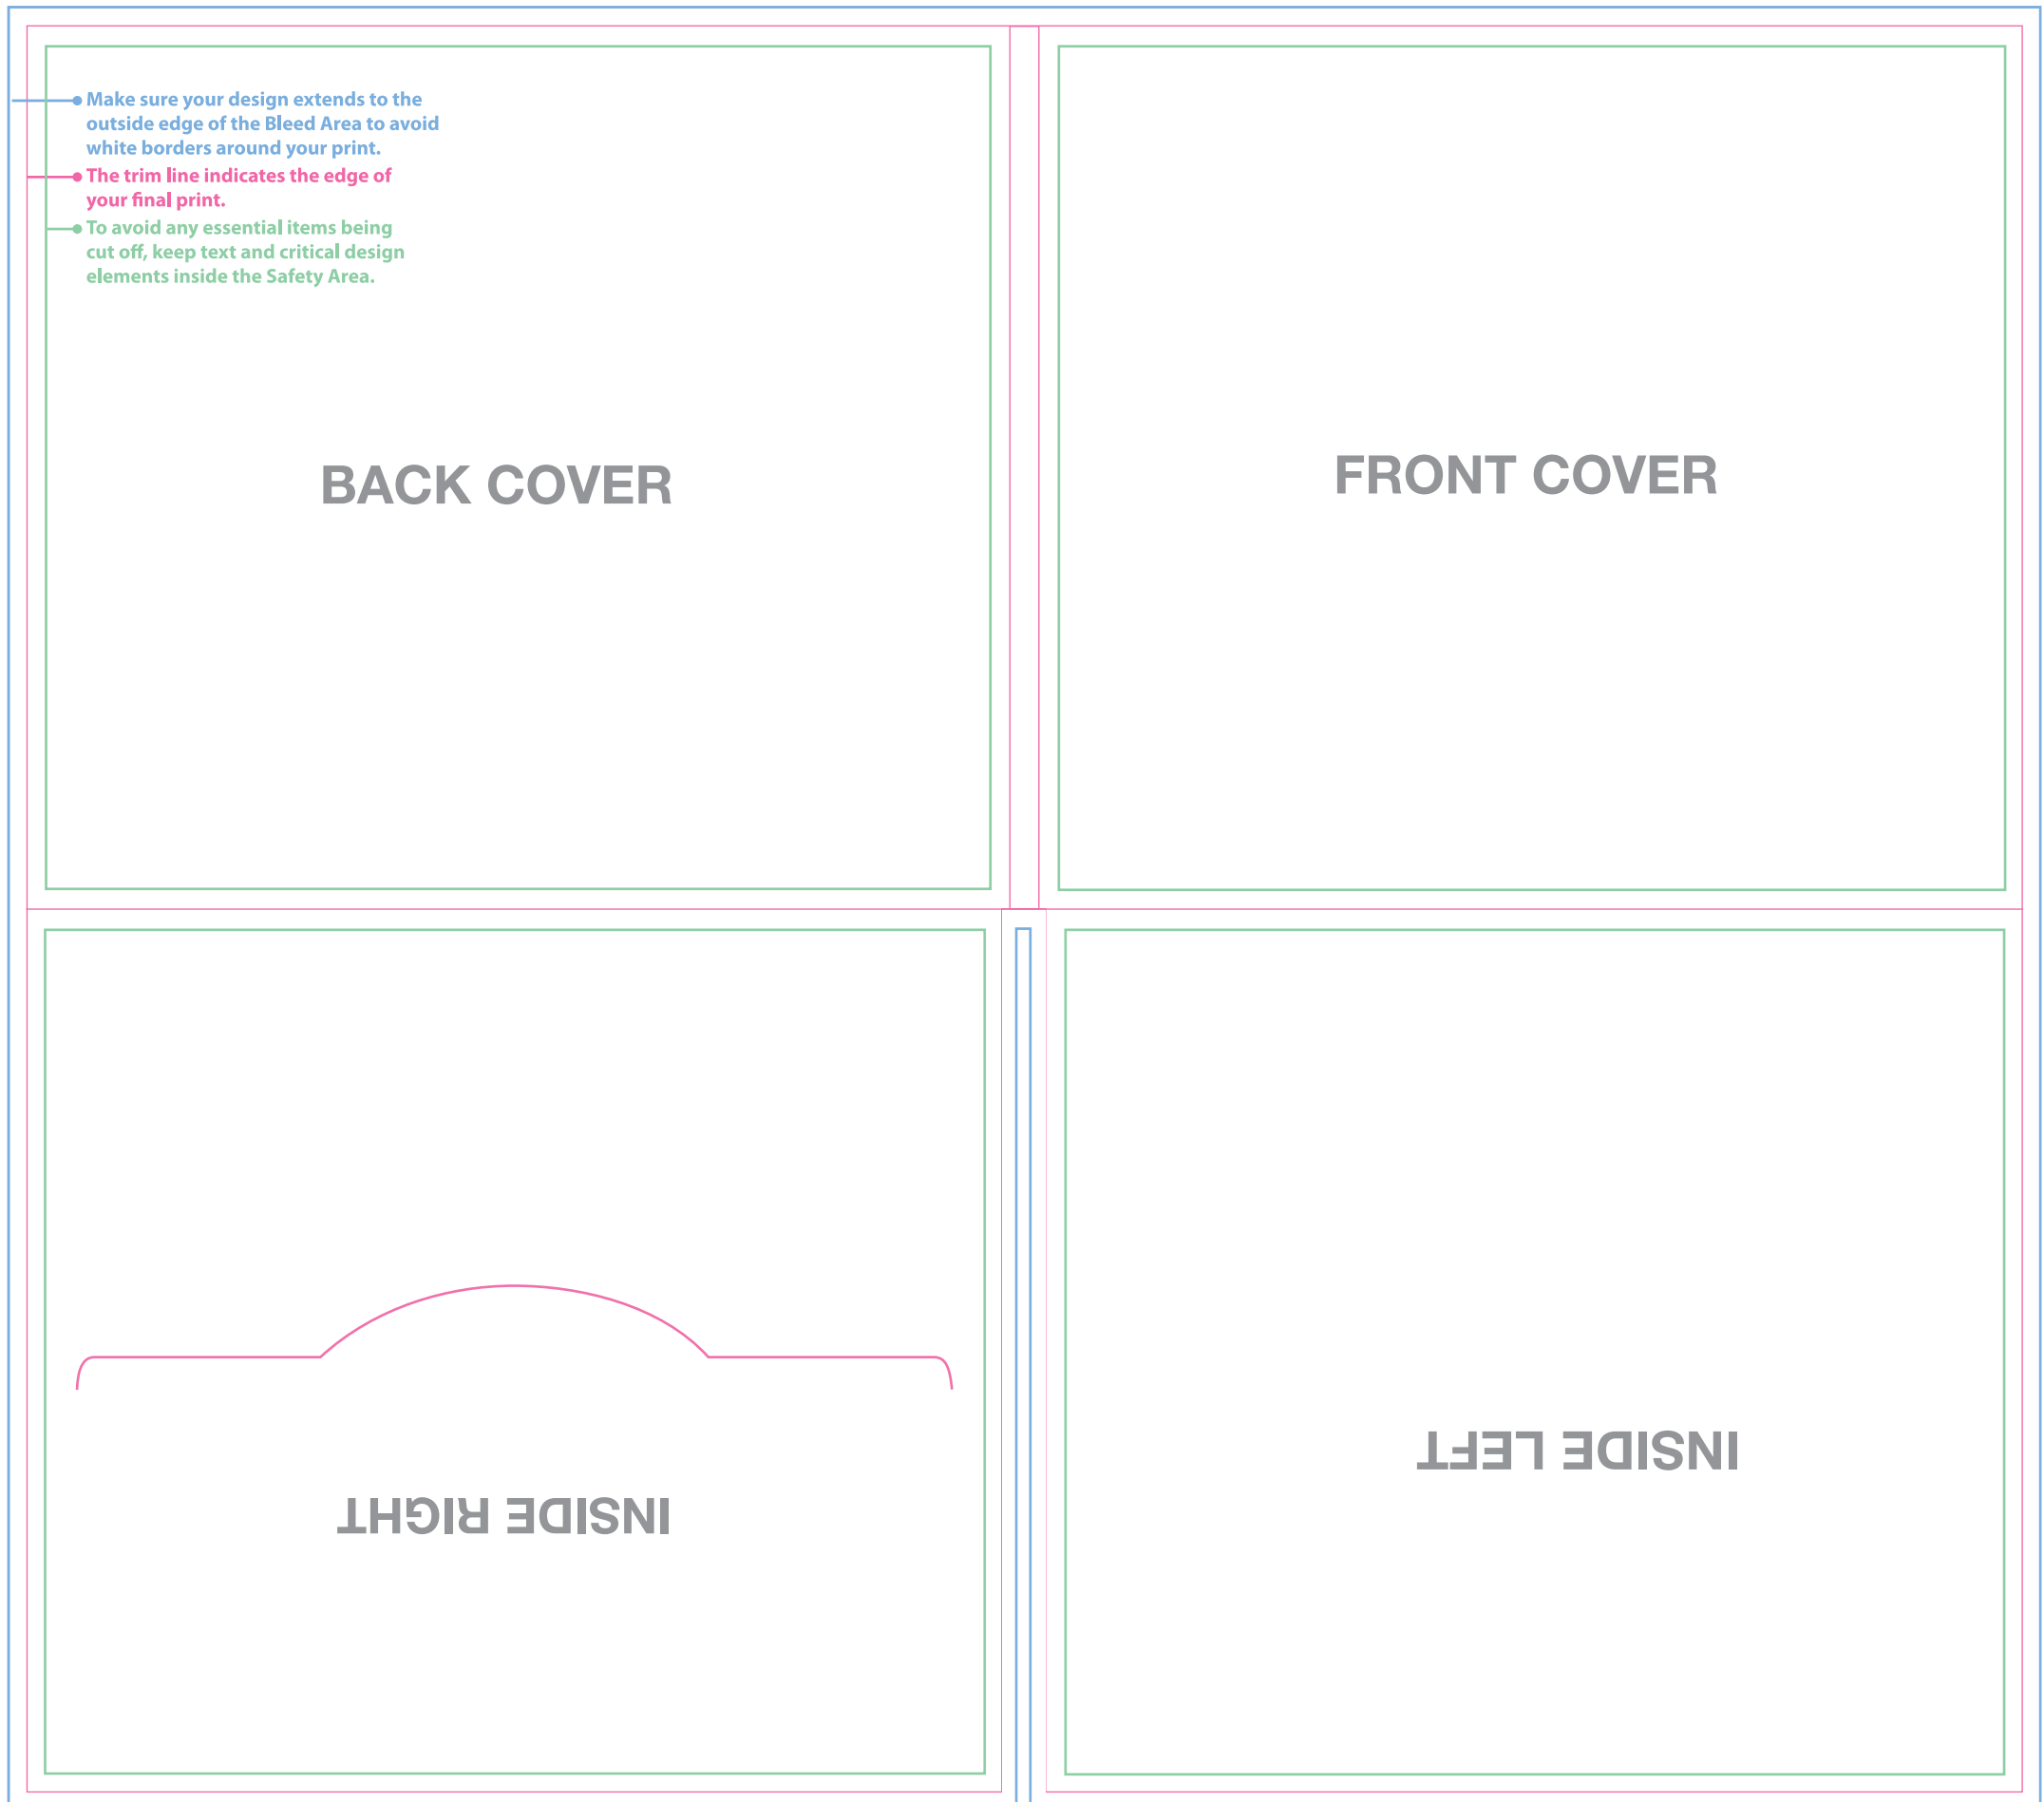 Make sure your design extends to the
outside edge of the Bleed Area to avoid
white borders around your print.
The trim line indicates the edge of
your final print.
To avoid any essential items being
cut off, keep text and critical design
elements inside the Safety Area.
BACK COVER
FRONT COVER
INSIDE RIGHT
INSIDE LEFT